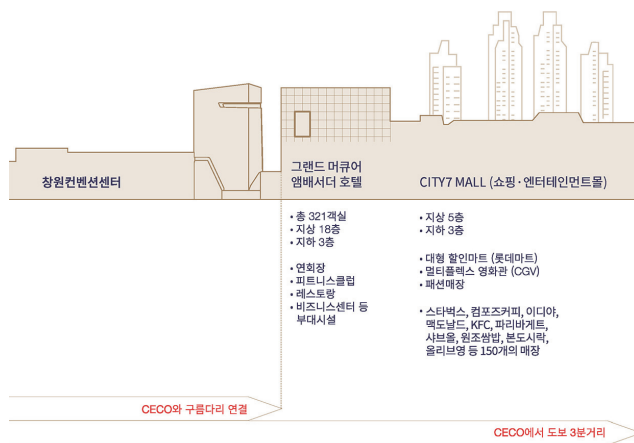 창원컨벤션센터
그랜드 머큐어
앰배서더 호텔
CITY7 MALL (쇼핑·엔터테인먼트몰)
• 총 321객실
• 지상 18층
• 지하 3층
• 연회장
• 피트니스클럽
• 레스토랑
• 비즈니스센터 등
부대시설
• 지상 5층
• 지하 3층
• 대형 할인마트 (롯데마트)
• 멀티플렉스 영화관 (CGV)
• 패션매장
• 스타벅스, 컴포즈커피, 이디야,
맥도날드, KFC, 파리바게트,
샤브올, 원조쌈밥, 본도시락,
올리브영 등 150개의 매장
CECO와 구름다리 연결
CECO에서 도보 3분거리